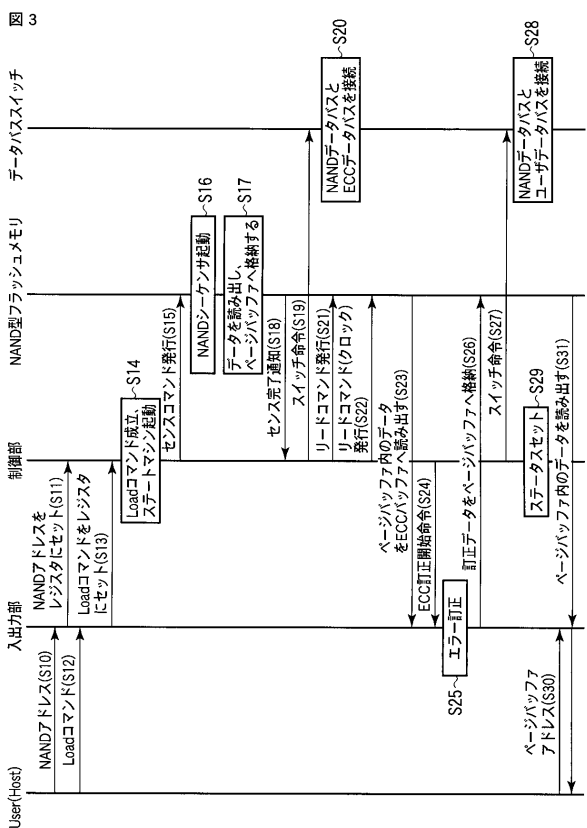 図 3
User(Host)
入出力部
制御部
NAND型フラッシュメモリ
データバススイッチ
NANDアドレス(S10)
NANDアドレスを
レジスタにセット(S11)
Loadコマンド(S12)
Loadコマンドをレジスタ
にセット(S13)
Loadコマンド成立、
ステートマシン起動
S14
センスコマンド発行(S15)
NANDシーケンサ起動
S16
データを読み出し、
ページバッファへ格納する
S17
センス完了通知(S18)
スイッチ命令(S19)
NANDデータバスと
ECCデータバスを接続
S20
リードコマンド発行(S21)
リードコマンド(クロック)
発行(S22)
ページバッファ内のデータ
をECCバッファへ読み出す(S23)
ECC訂正開始命令(S24)
エラー訂正
S25
訂正データをページバッファへ格納(S26)
スイッチ命令(S27)
NANDデータバスと
ユーザデータバスを接続
S28
ステータスセット
S29
ページバッファ
アドレス(S30)
ページバッファ内のデータを読み出す(S31)